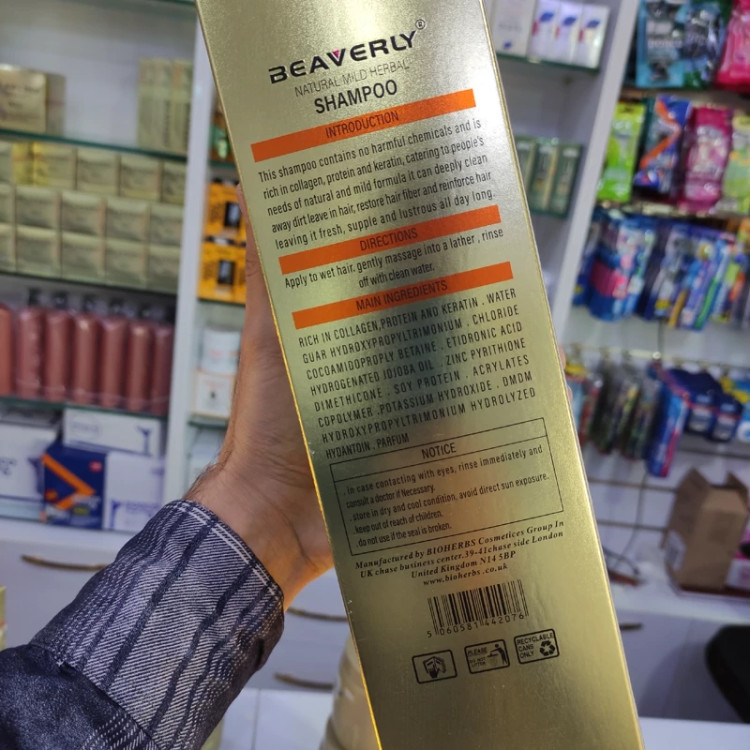 BEAVERLY®
NATURAL MILD HERBAL
SHAMPOO
INTRODUCTION
This shampoo contains no harmful chemicals and is
rich in collagen, protein and keratin, catering to people's
needs of natural and mild formula it can deeply clean
away dirt leave in hair, restore hair fiber and reinforce hair,
leaving it fresh, supple and lustrous all day long.
DIRECTIONS
Apply to wet hair. gently massage into a lather , rinse
off with clean water.
MAIN INGREDIENTS
RICH IN COLLAGEN,PROTEIN AND KERATIN . WATER
GUAR HYDROXYPROPYLTRIMONIUM . CHLORIDE
COCOAMIDOPROPLY BETAINE . ETIDRONIC ACID
HYDROGENATED JOJOBA OIL . ZINC PYRITHIONE
DIMETHICONE . SOY PROTEIN . ACRYLATES
COPOLYMER .POTASSIUM HYDROXIDE . DMDM
HYDROXYPROPYLTRIMONIUM HYDROLYZED
HYDANTOIN . PARFUM
NOTICE
. In case contacting with eyes, rinse immediately and
consult a doctor if Necessary.
. store in dry and cool condition, avoid direct sun exposure.
. keep out of reach of children.
. do not use if the seal is broken.
Manufactured by BIOHERBS Cosmetices Group In
UK chase business center.39-41chase side London
United Kingdom N14 5BP
www.bioherbs .co.uk
5 060581 442076
RECYCLABLE
CANS
ONLY